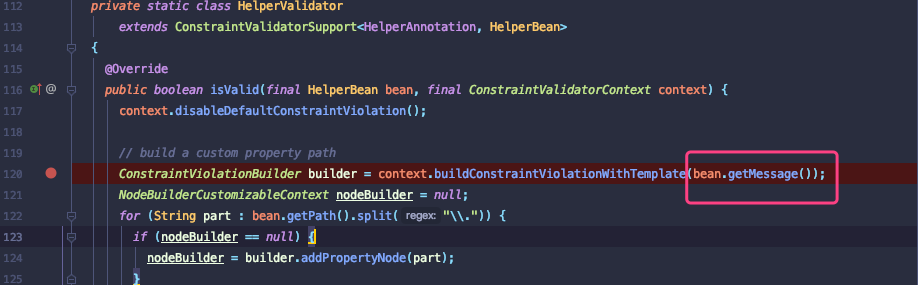 112 private static class HelperValidator
113 extends ConstraintValidatorSupport<HelperAnnotation, HelperBean>
114 {
115 @Override
116 @ public boolean isValid(final HelperBean bean, final ConstraintValidatorContext context) {
117 context.disableDefaultConstraintViolation();
118
119 // build a custom property path
120 ConstraintViolationBuilder builder = context.buildConstraintViolationWithTemplate(bean.getMessage());
121 NodeBuilderCustomizableContext nodeBuilder = null;
122 for (String part : bean.getPath().split( regex: "\\.")) {
123 if (nodeBuilder == null) {
124 nodeBuilder = builder.addPropertyNode(part);
125 }